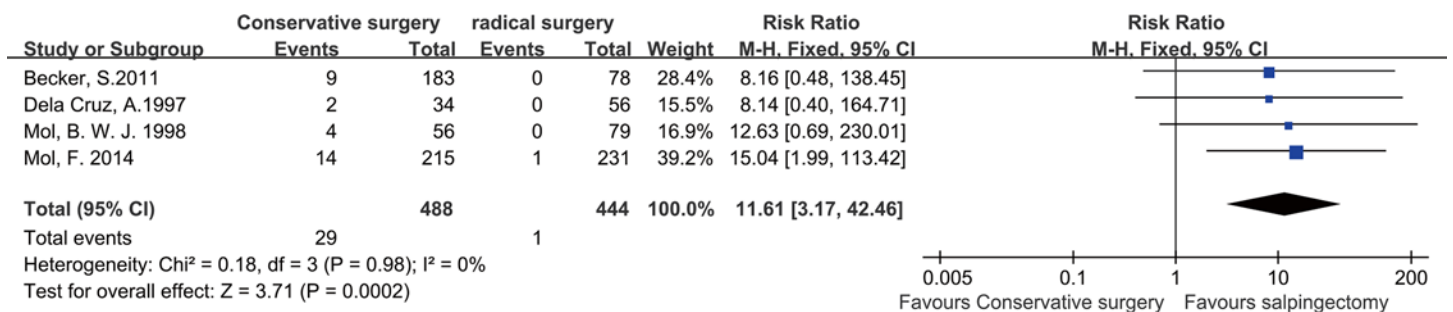 Conservative surgery radical surgery Risk Ratio Risk Ratio
Study or Subgroup Events Total Events Total Weight M-H, Fixed, 95% CI M-H, Fixed, 95% CI
Becker, S.2011 9 183 0 78 28.4% 8.16 [0.48, 138.45]
Dela Cruz, A.1997 2 34 0 56 15.5% 8.14 [0.40, 164.71]
Mol, B. W. J. 1998 4 56 0 79 16.9% 12.63 [0.69, 230.01]
Mol, F. 2014 14 215 1 231 39.2% 15.04 [1.99, 113.42]
Total (95% CI) 488 444 100.0% 11.61 [3.17, 42.46]
Total events 29 1
Heterogeneity: Chi² = 0.18, df = 3 (P = 0.98); I² = 0%
Test for overall effect: Z = 3.71 (P = 0.0002)
0.005 0.1 1 10 200
Favours Conservative surgery Favours salpingectomy